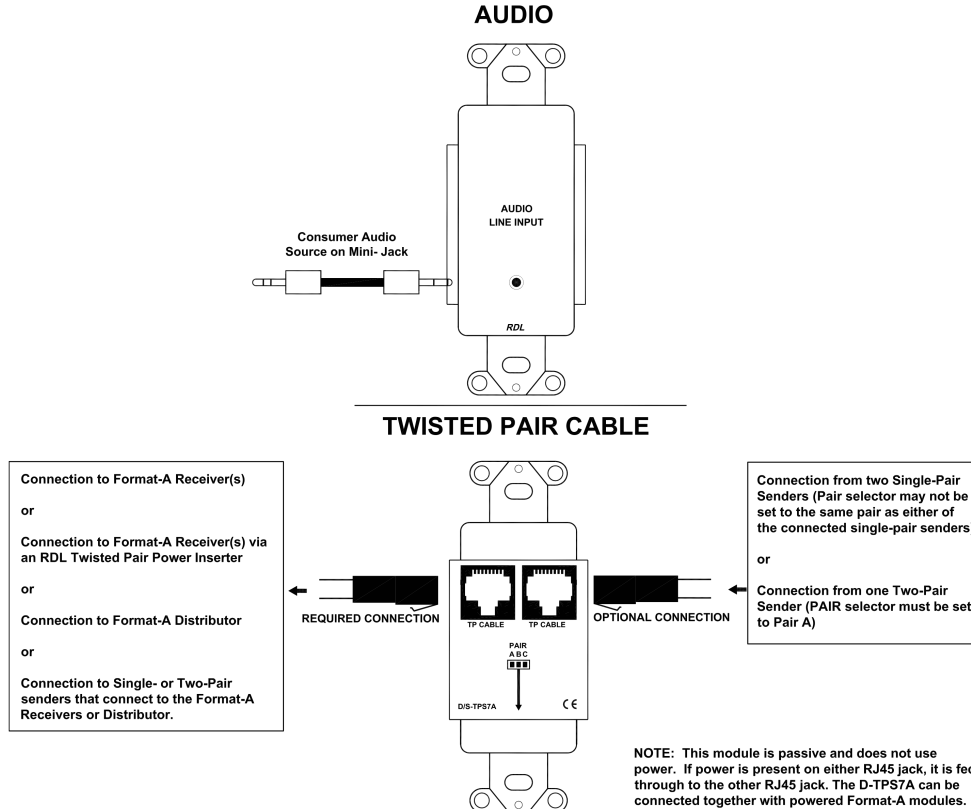 AUDIO
AUDIO
LINE INPUT
Consumer Audio
Source on Mini- Jack
RDL
TWISTED PAIR CABLE
Connection to Format-A Receiver(s)
or
Connection to Format-A Receiver(s) via
an RDL Twisted Pair Power Inserter
or
Connection to Format-A Distributor
or
Connection to Single- or Two-Pair
senders that connect to the Format-A
Receivers or Distributor.
REQUIRED CONNECTION
TP CABLE
TP CABLE
PAIR
A B C
D/S-TPS7A
CE
OPTIONAL CONNECTION
Connection from two Single-Pair
Senders (Pair selector may not be
set to the same pair as either of
the connected single-pair senders
or
Connection from one Two-Pair
Sender (PAIR selector must be set
to Pair A)
NOTE: This module is passive and does not use
power. If power is present on either RJ45 jack, it is fed
through to the other RJ45 jack. The D-TPS7A can be
connected together with powered Format-A modules